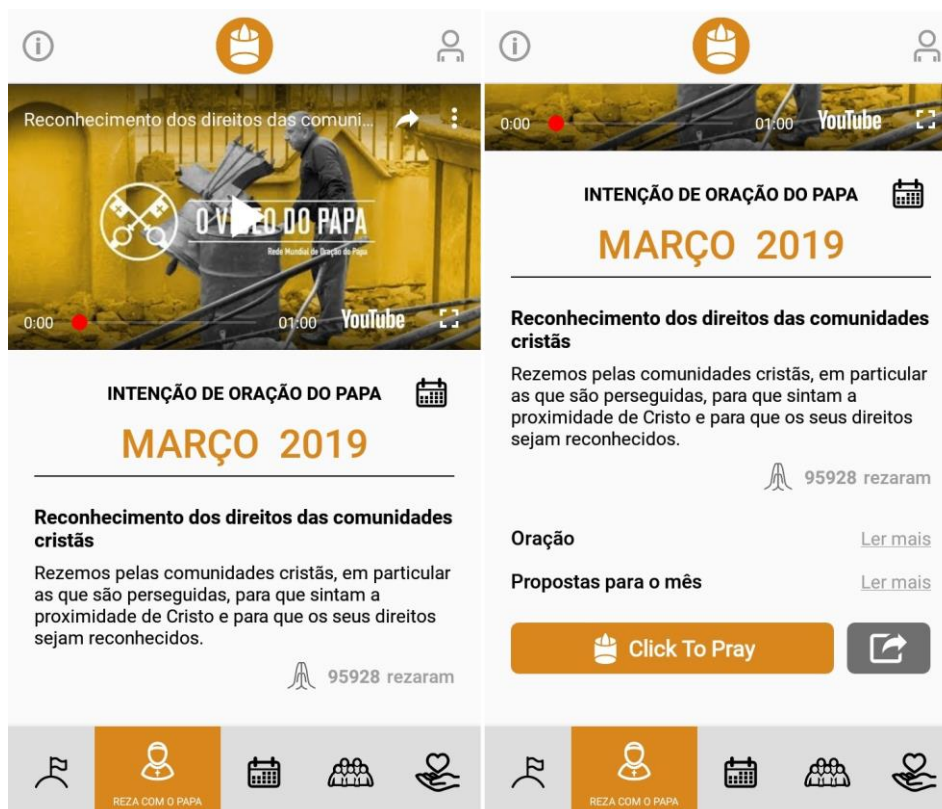 Reconhecimento dos direitos das comuni...
O VÍDEO DO PAPA
Rede Mundial de Oração do Papa
0:00
01:00
YouTube
INTENÇÃO DE ORAÇÃO DO PAPA
MARÇO 2019
Reconhecimento dos direitos das comunidades
cristãs
Rezemos pelas comunidades cristãs, em particular
as que são perseguidas, para que sintam a
proximidade de Cristo e para que os seus direitos
sejam reconhecidos.
95928 rezaram
REZA COM O PAPA
0:00
01:00
YouTube
INTENÇÃO DE ORAÇÃO DO PAPA
MARÇO 2019
Reconhecimento dos direitos das comunidades
cristãs
Rezemos pelas comunidades cristãs, em particular
as que são perseguidas, para que sintam a
proximidade de Cristo e para que os seus direitos
sejam reconhecidos.
95928 rezaram
Oração Ler mais
Propostas para o mês Ler mais
Click To Pray
REZA COM O PAPA